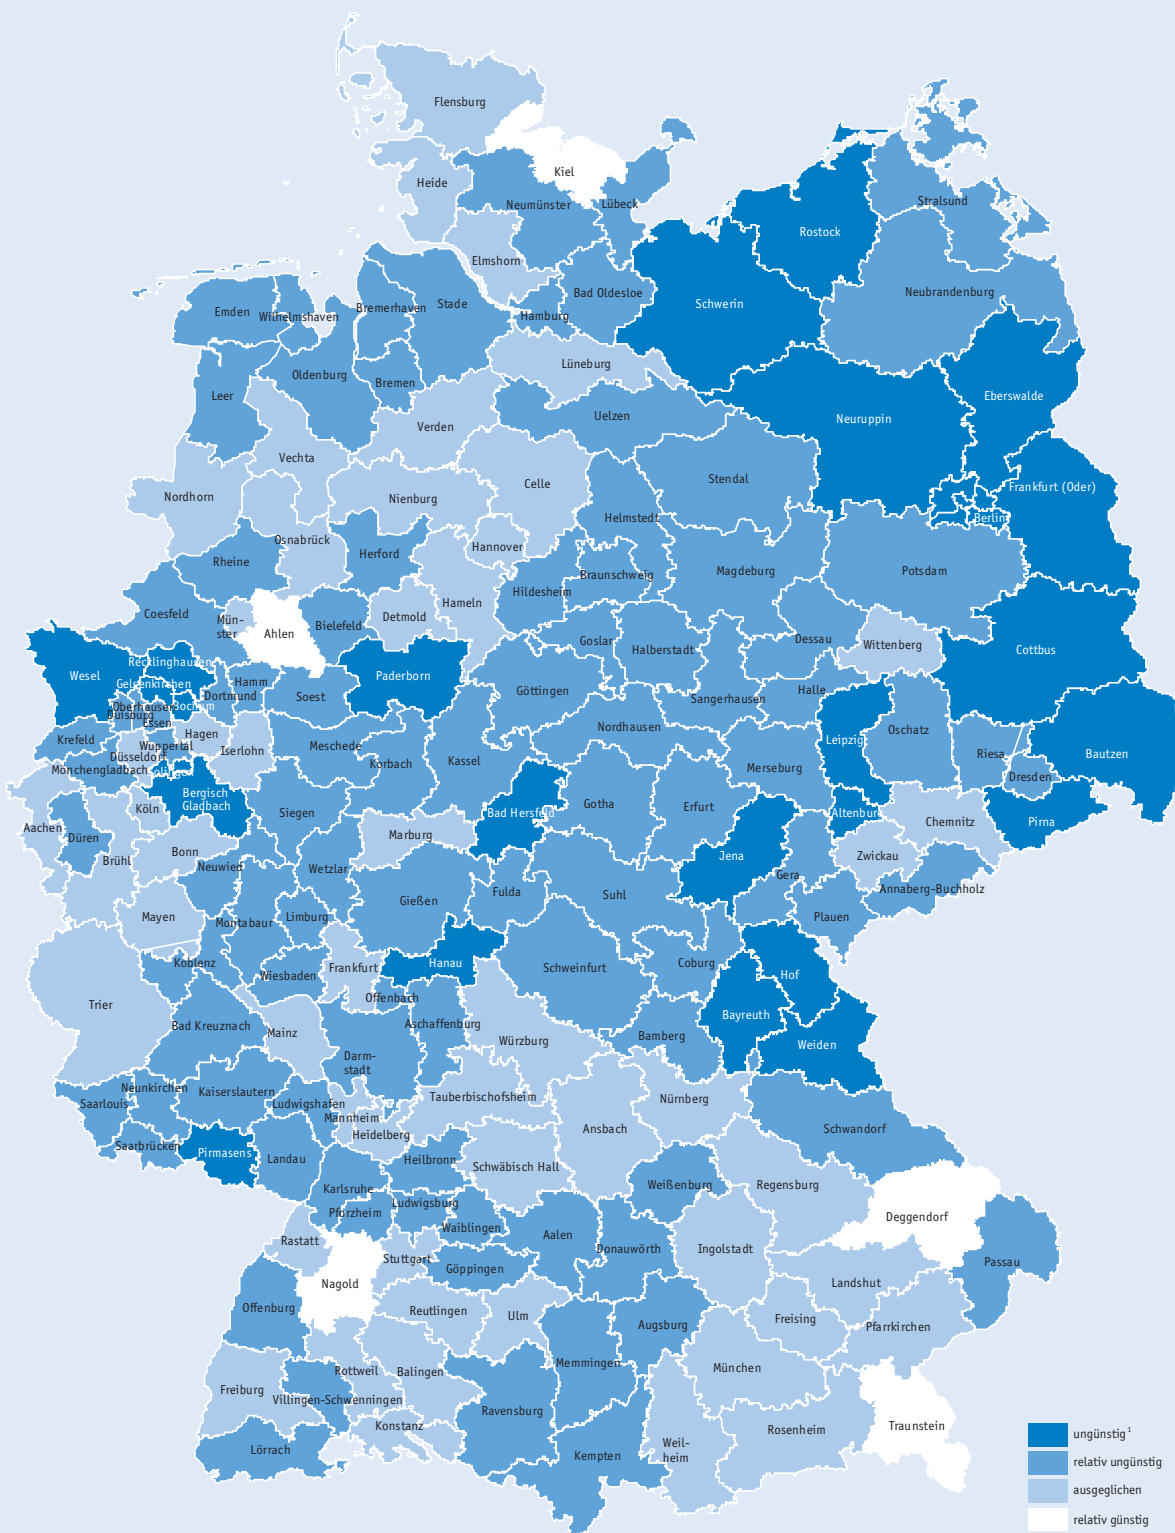 Flensburg
Kiel
Heide
Neumünster
Lübeck
Stralsund
Rostock
Elmshorn
Schwerin
Bad Oldesloe
Neubrandenburg
Emden
Wilhelmshaven
Bremerhaven
Stade
Hamburg
Lüneburg
Oldenburg
Bremen
Leer
Eberswalde
Uelzen
Neuruppin
Verden
Vechta
Stendal
Celle
Nordhorn
Nienburg
Frankfurt (Oder)
Helmstedt
Berlin
Osnabrück
Hannover
Herford
Rheine
Braunschweig
Magdeburg
Potsdam
Hildesheim
Hameln
Coesfeld
Mün-
ster
Ahlen
Bielefeld
Detmold
Goslar
Halberstadt
Dessau
Wittenberg
Cottbus
Recklinghausen
Wesel
Paderborn
Gelsenkirchen
Hamm
Dortmund
Soest
Göttingen
Sangerhausen
Halle
Oberhausen
Bochum
Duisburg
Essen
Nordhausen
Oschatz
Krefeld
Hagen
Wuppertal
Iserlohn
Meschede
Leipzig
Riesa
Bautzen
Düsseldorf
Korbach
Kassel
Mönchengladbach
Solingen
Merseburg
Dresden
Bergisch
Gladbach
Köln
Gotha
Erfurt
Bad Hersfeld
Siegen
Altenburg
Chemnitz
Pirna
Aachen
Düren
Marburg
Bonn
Brühl
Jena
Zwickau
Neuwied
Wetzlar
Gera
Annaberg-Buchholz
Fulda
Suhl
Gießen
Mayen
Montabaur
Limburg
Plauen
Koblenz
Wiesbaden
Frankfurt
Hanau
Schweinfurt
Coburg
Hof
Offenbach
Trier
Bad Kreuznach
Mainz
Aschaffenburg
Würzburg
Bamberg
Bayreuth
Weiden
Darm-
stadt
Neunkirchen
Kaiserslautern
Saarlouis
Ludwigshafen
Tauberbischofsheim
Nürnberg
Mannheim
Heidelberg
Ansbach
Schwandorf
Saarbrücken
Pirmasens
Landau
Heilbronn
Schwäbisch Hall
Karlsruhe
Weißenburg
Regensburg
Ludwigsburg
Pforzheim
Waiblingen
Deggendorf
Rastatt
Aalen
Donauwörth
Ingolstadt
Stuttgart
Göppingen
Passau
Nagold
Landshut
Offenburg
Reutlingen
Ulm
Augsburg
Freising
Pfarrkirchen
Memmingen
München
Rottweil
Balingen
Freiburg
Villingen-Schwenningen
Ravensburg
Konstanz
Rosenheim
Traunstein
Lörrach
Weil-
heim
Kempten
ungünstig¹
relativ ungünstig
ausgeglichen
relativ günstig